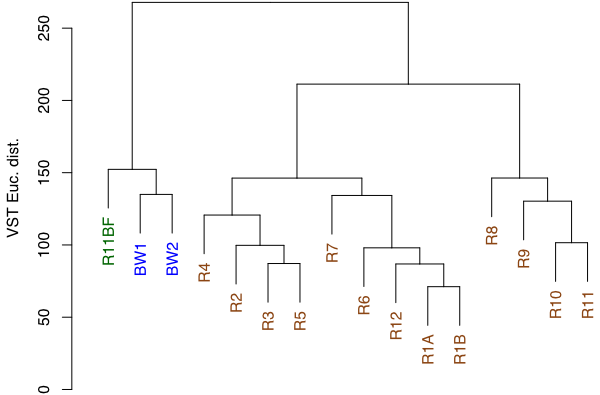 VST Euc. dist.
250
200
150
100
50
0
R11BF
BW1
BW2
R4
R2
R3
R5
R7
R6
R12
R1A
R1B
R8
R9
R10
R11